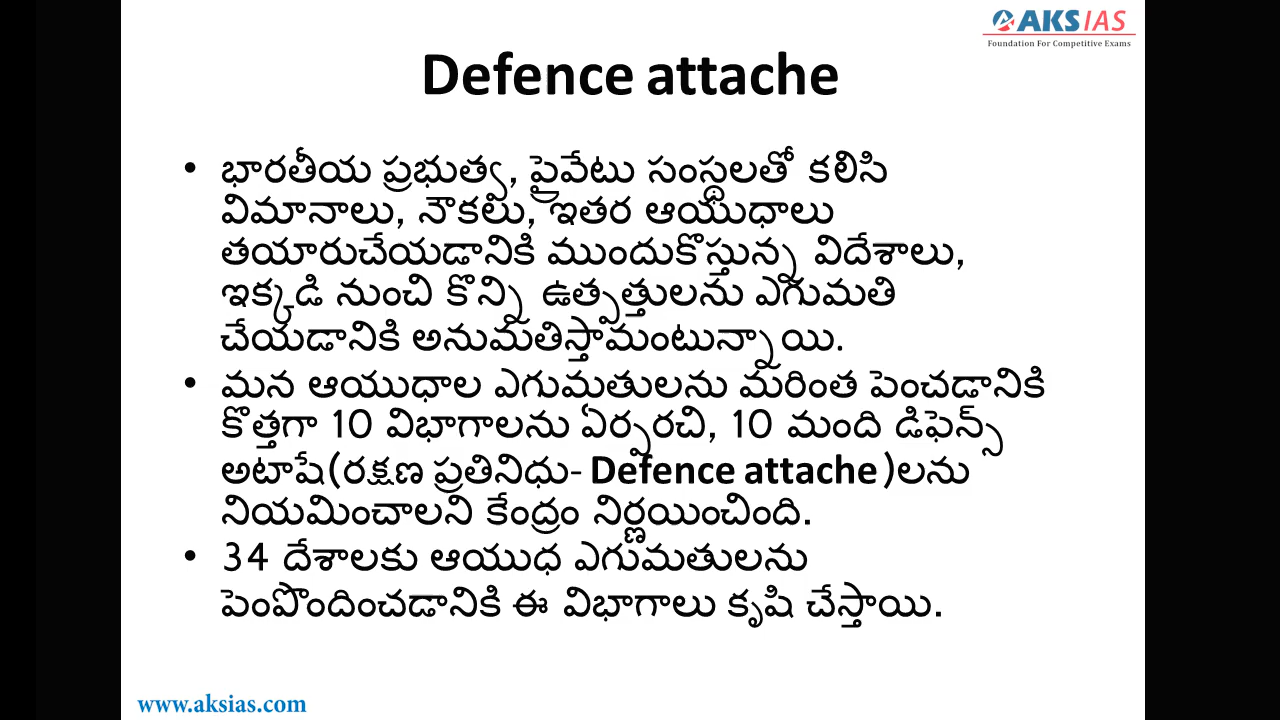 AKS IAS
Foundation For Competitive Exams
Defence attache
• భారతీయ ప్రభుత్వ, ప్రైవేటు సంస్థలతో కలిసి
విమానాలు, నౌకలు, ఇతర ఆయుధాలు
తయారుచేయడానికి ముందుకొస్తున్న విదేశాలు,
ఇక్కడి నుంచి కొన్ని ఉత్పత్తులను ఎగుమతి
చేయడానికి అనుమతిస్తామంటున్నాయి.
• మన ఆయుధాల ఎగుమతులను మరింత పెంచడానికి
కొత్తగా 10 విభాగాలను ఏర్పరచి, 10 మంది డిఫెన్స్
అటాషే(రక్షణ ప్రతినిధు- Defence attache)లను
నియమించాలని కేంద్రం నిర్ణయించింది.
• 34 దేశాలకు ఆయుధ ఎగుమతులను
పెంపొందించడానికి ఈ విభాగాలు కృషి చేస్తాయి.
www.aksias.com